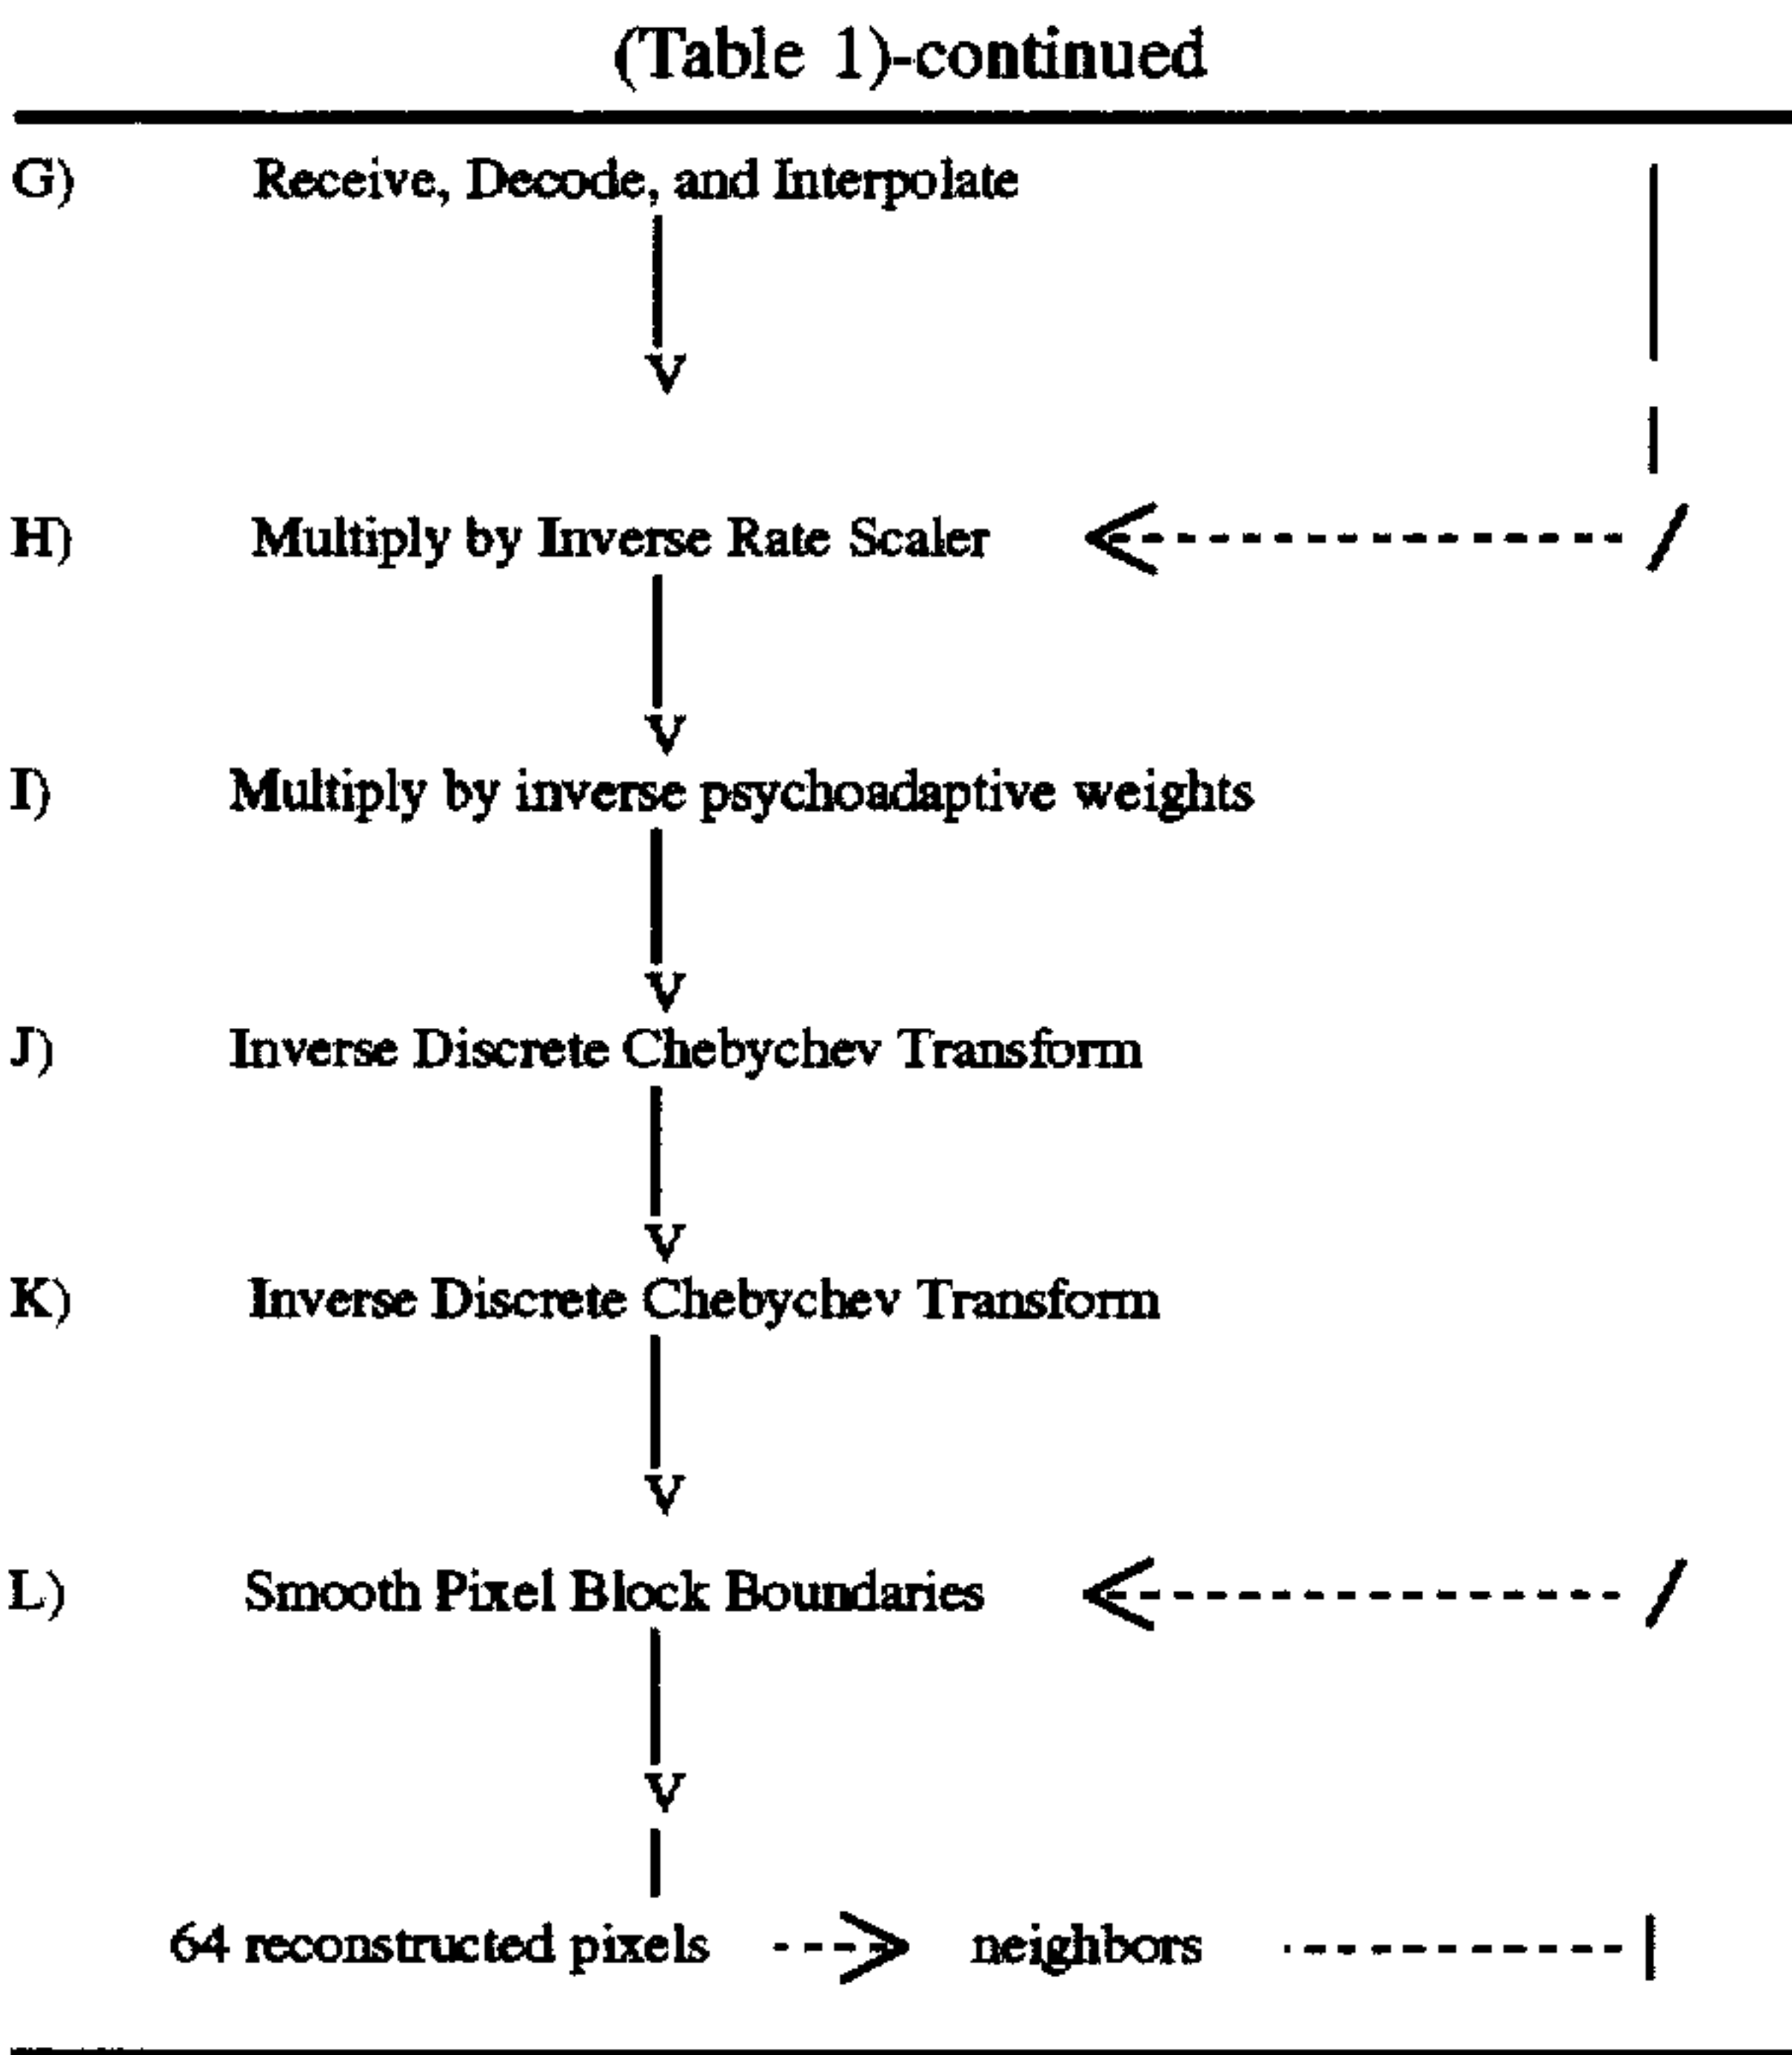 (Table 1)-continued
G) Receive, Decode, and Interpolate
H) Multiply by Inverse Rate Scaler
I) Multiply by inverse psychoadaptive weights
J) Inverse Discrete Chebychev Transform
K) Inverse Discrete Chebychev Transform
L) Smooth Pixel Block Boundaries
64 reconstructed pixels neighbors